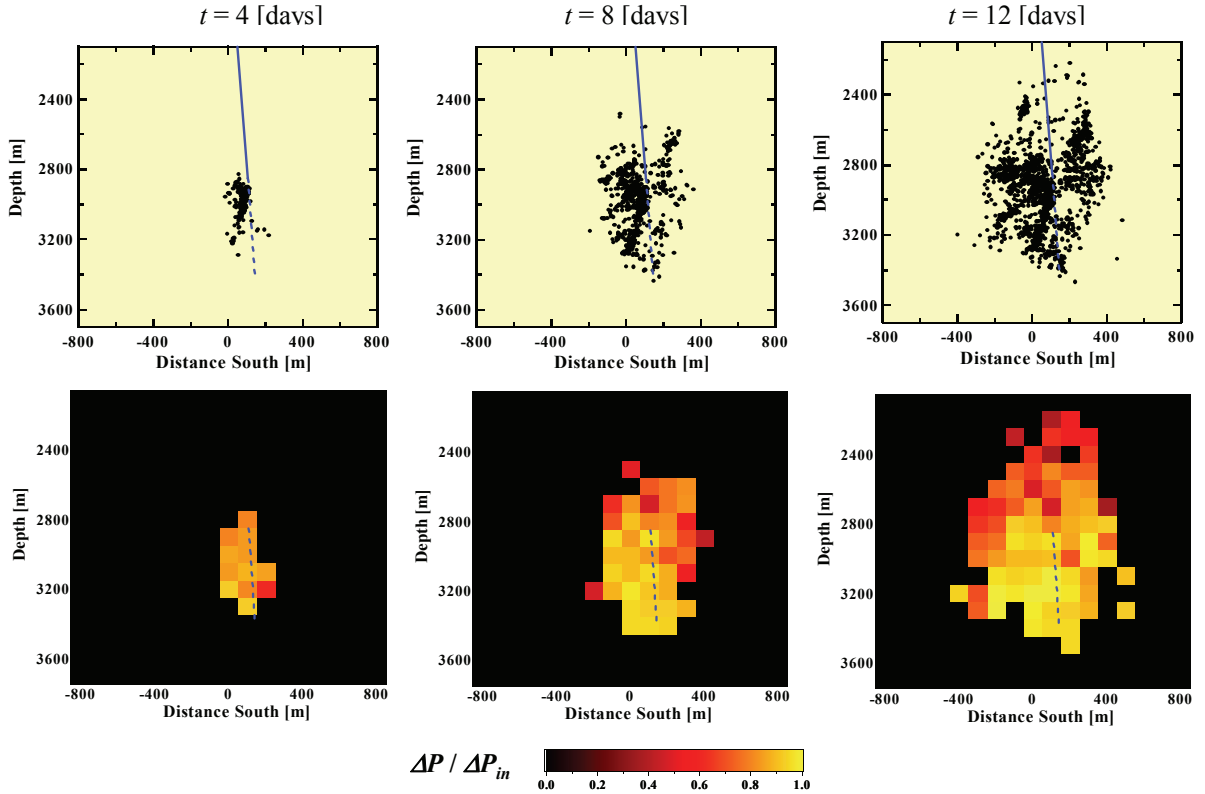 t = 4 [days]
t = 8 [days]
t = 12 [days]
2400
2800
3200
3600
Depth [m]
-800 -400 0 400 800
Distance South [m]
2400
2800
3200
3600
Depth [m]
-800 -400 0 400 800
Distance South [m]
2400
2800
3200
3600
Depth [m]
-800 -400 0 400 800
Distance South [m]
2400
2800
3200
3600
Depth [m]
-800 -400 0 400 800
Distance South [m]
2400
2800
3200
3600
Depth [m]
-800 -400 0 400 800
Distance South [m]
2400
2800
3200
3600
Depth [m]
-800 -400 0 400 800
Distance South [m]
ΔP / ΔPin
0.0 0.2 0.4 0.6 0.8 1.0